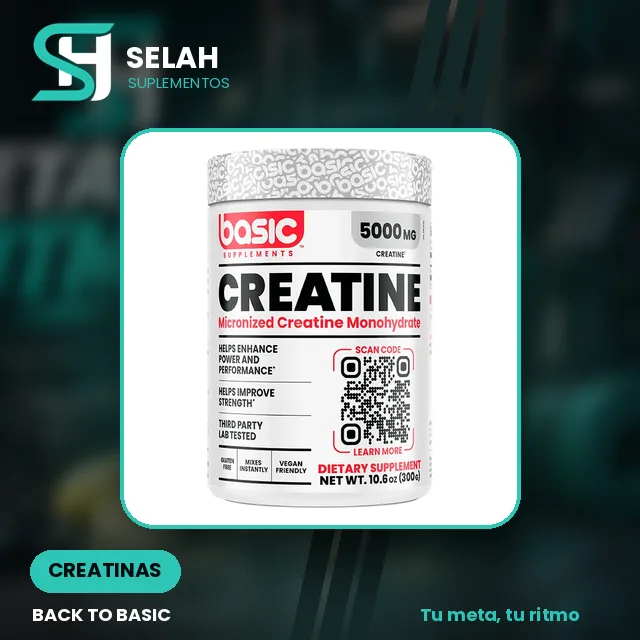 SELAH
SUPLEMENTOS
basic
SUPPLEMENTS™
5000 MG
CREATINE*
CREATINE
Micronized Creatine Monohydrate
HELPS ENHANCE
POWER AND
PERFORMANCE*
HELPS IMPROVE
STRENGTH*
THIRD PARTY
LAB TESTED
GLUTEN
FREE
MIXES
INSTANTLY
VEGAN
FRIENDLY
SCAN CODE
LEARN MORE
DIETARY SUPPLEMENT
NET WT. 10.6 oz (300g)
CREATINAS
BACK TO BASIC
Tu meta, tu ritmo